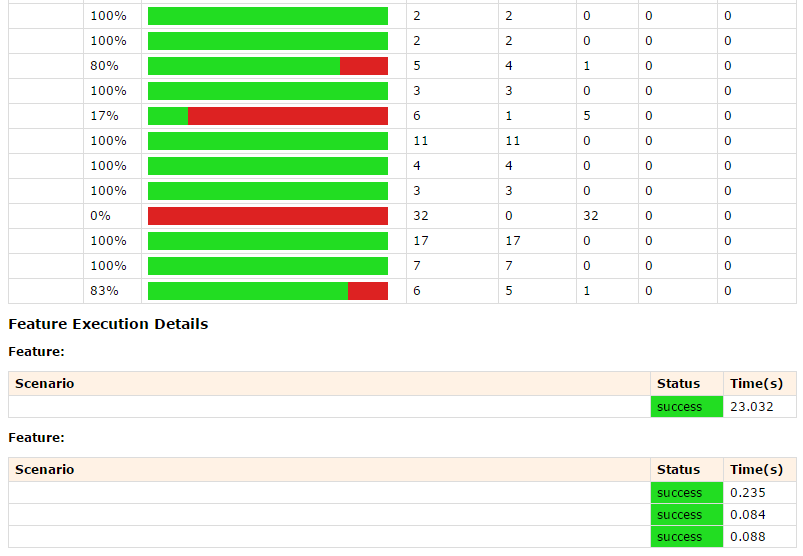 100% 2 2 0 0 0
100% 2 2 0 0 0
80% 5 4 1 0 0
100% 3 3 0 0 0
17% 6 1 5 0 0
100% 11 11 0 0 0
100% 4 4 0 0 0
100% 3 3 0 0 0
0% 32 0 32 0 0
100% 17 17 0 0 0
100% 7 7 0 0 0
83% 6 5 1 0 0
Feature Execution Details
Feature:
Scenario Status Time(s)
success 23.032
Feature:
Scenario Status Time(s)
success 0.235
success 0.084
success 0.088